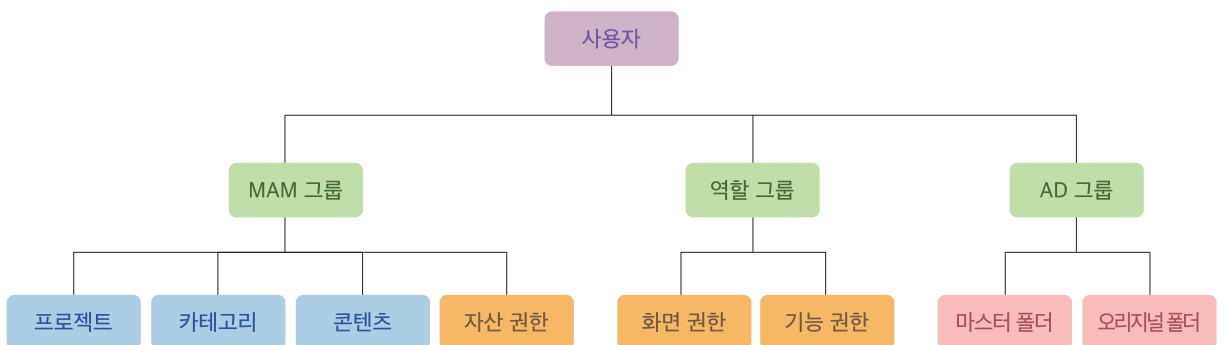 사용자
MAM 그룹
역할 그룹
AD 그룹
프로젝트
카테고리
콘텐츠
자산 권한
화면 권한
기능 권한
마스터 폴더
오리지널 폴더